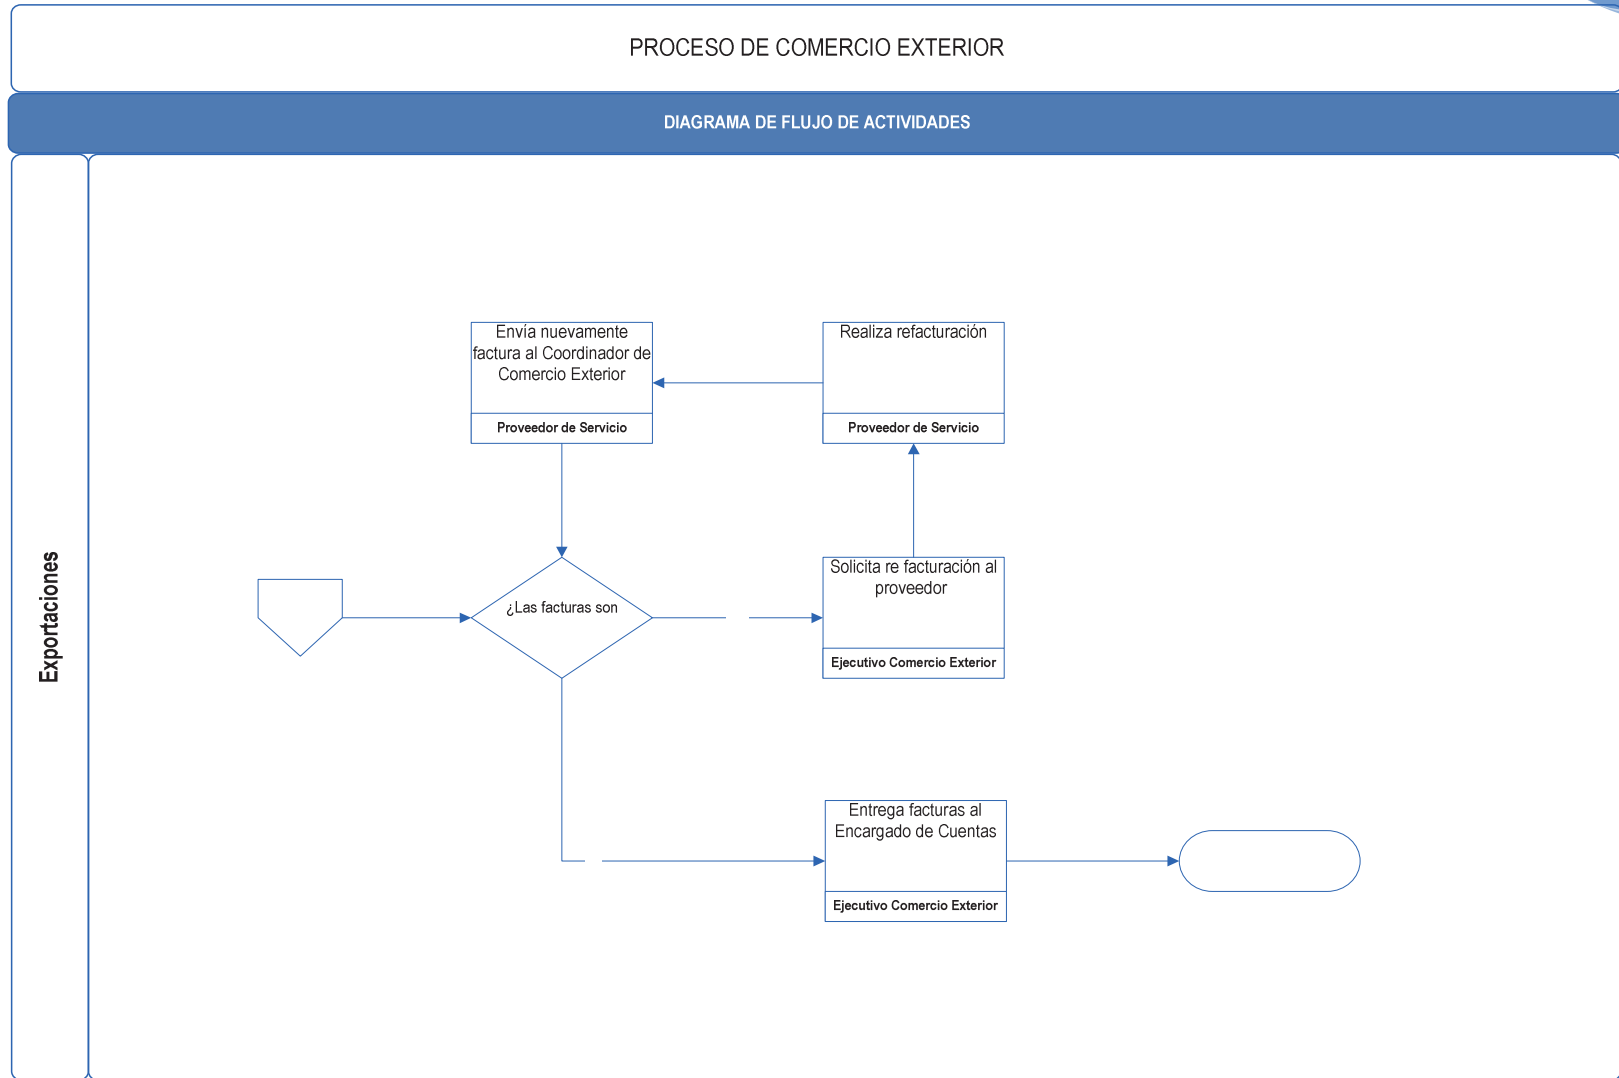 PROCESO DE COMERCIO EXTERIOR
DIAGRAMA DE FLUJO DE ACTIVIDADES
Exportaciones
Envía nuevamente
factura al Coordinador de
Comercio Exterior
Proveedor de Servicio
Realiza refacturación
Proveedor de Servicio
¿Las facturas son
Solicita re facturación al
proveedor
Ejecutivo Comercio Exterior
Entrega facturas al
Encargado de Cuentas
Ejecutivo Comercio Exterior